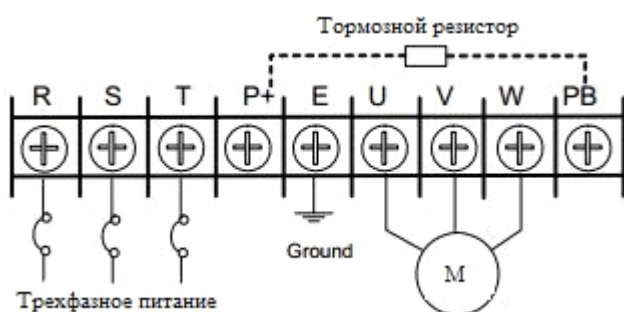 Тормозной резистор
R S T P+ E U V W PB
Ground
M
Трехфазное питание